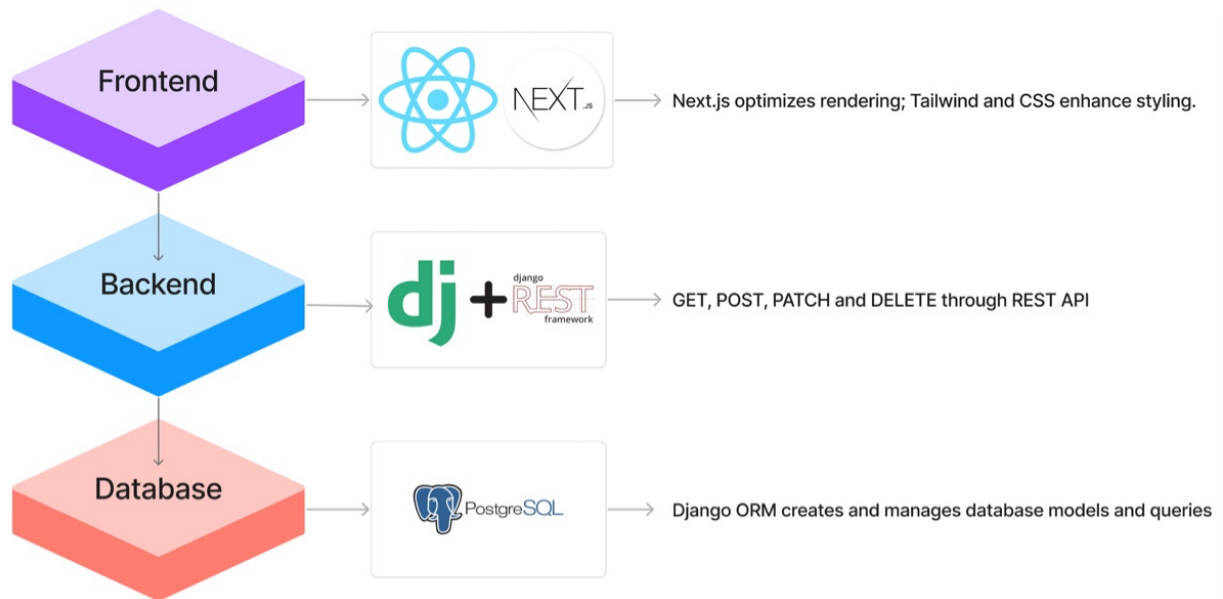 Frontend
NEXT.JS
Next.js optimizes rendering; Tailwind and CSS enhance styling.
Backend
dj
+
django
REST
framework
GET, POST, PATCH and DELETE through REST API
Database
PostgreSQL
Django ORM creates and manages database models and queries